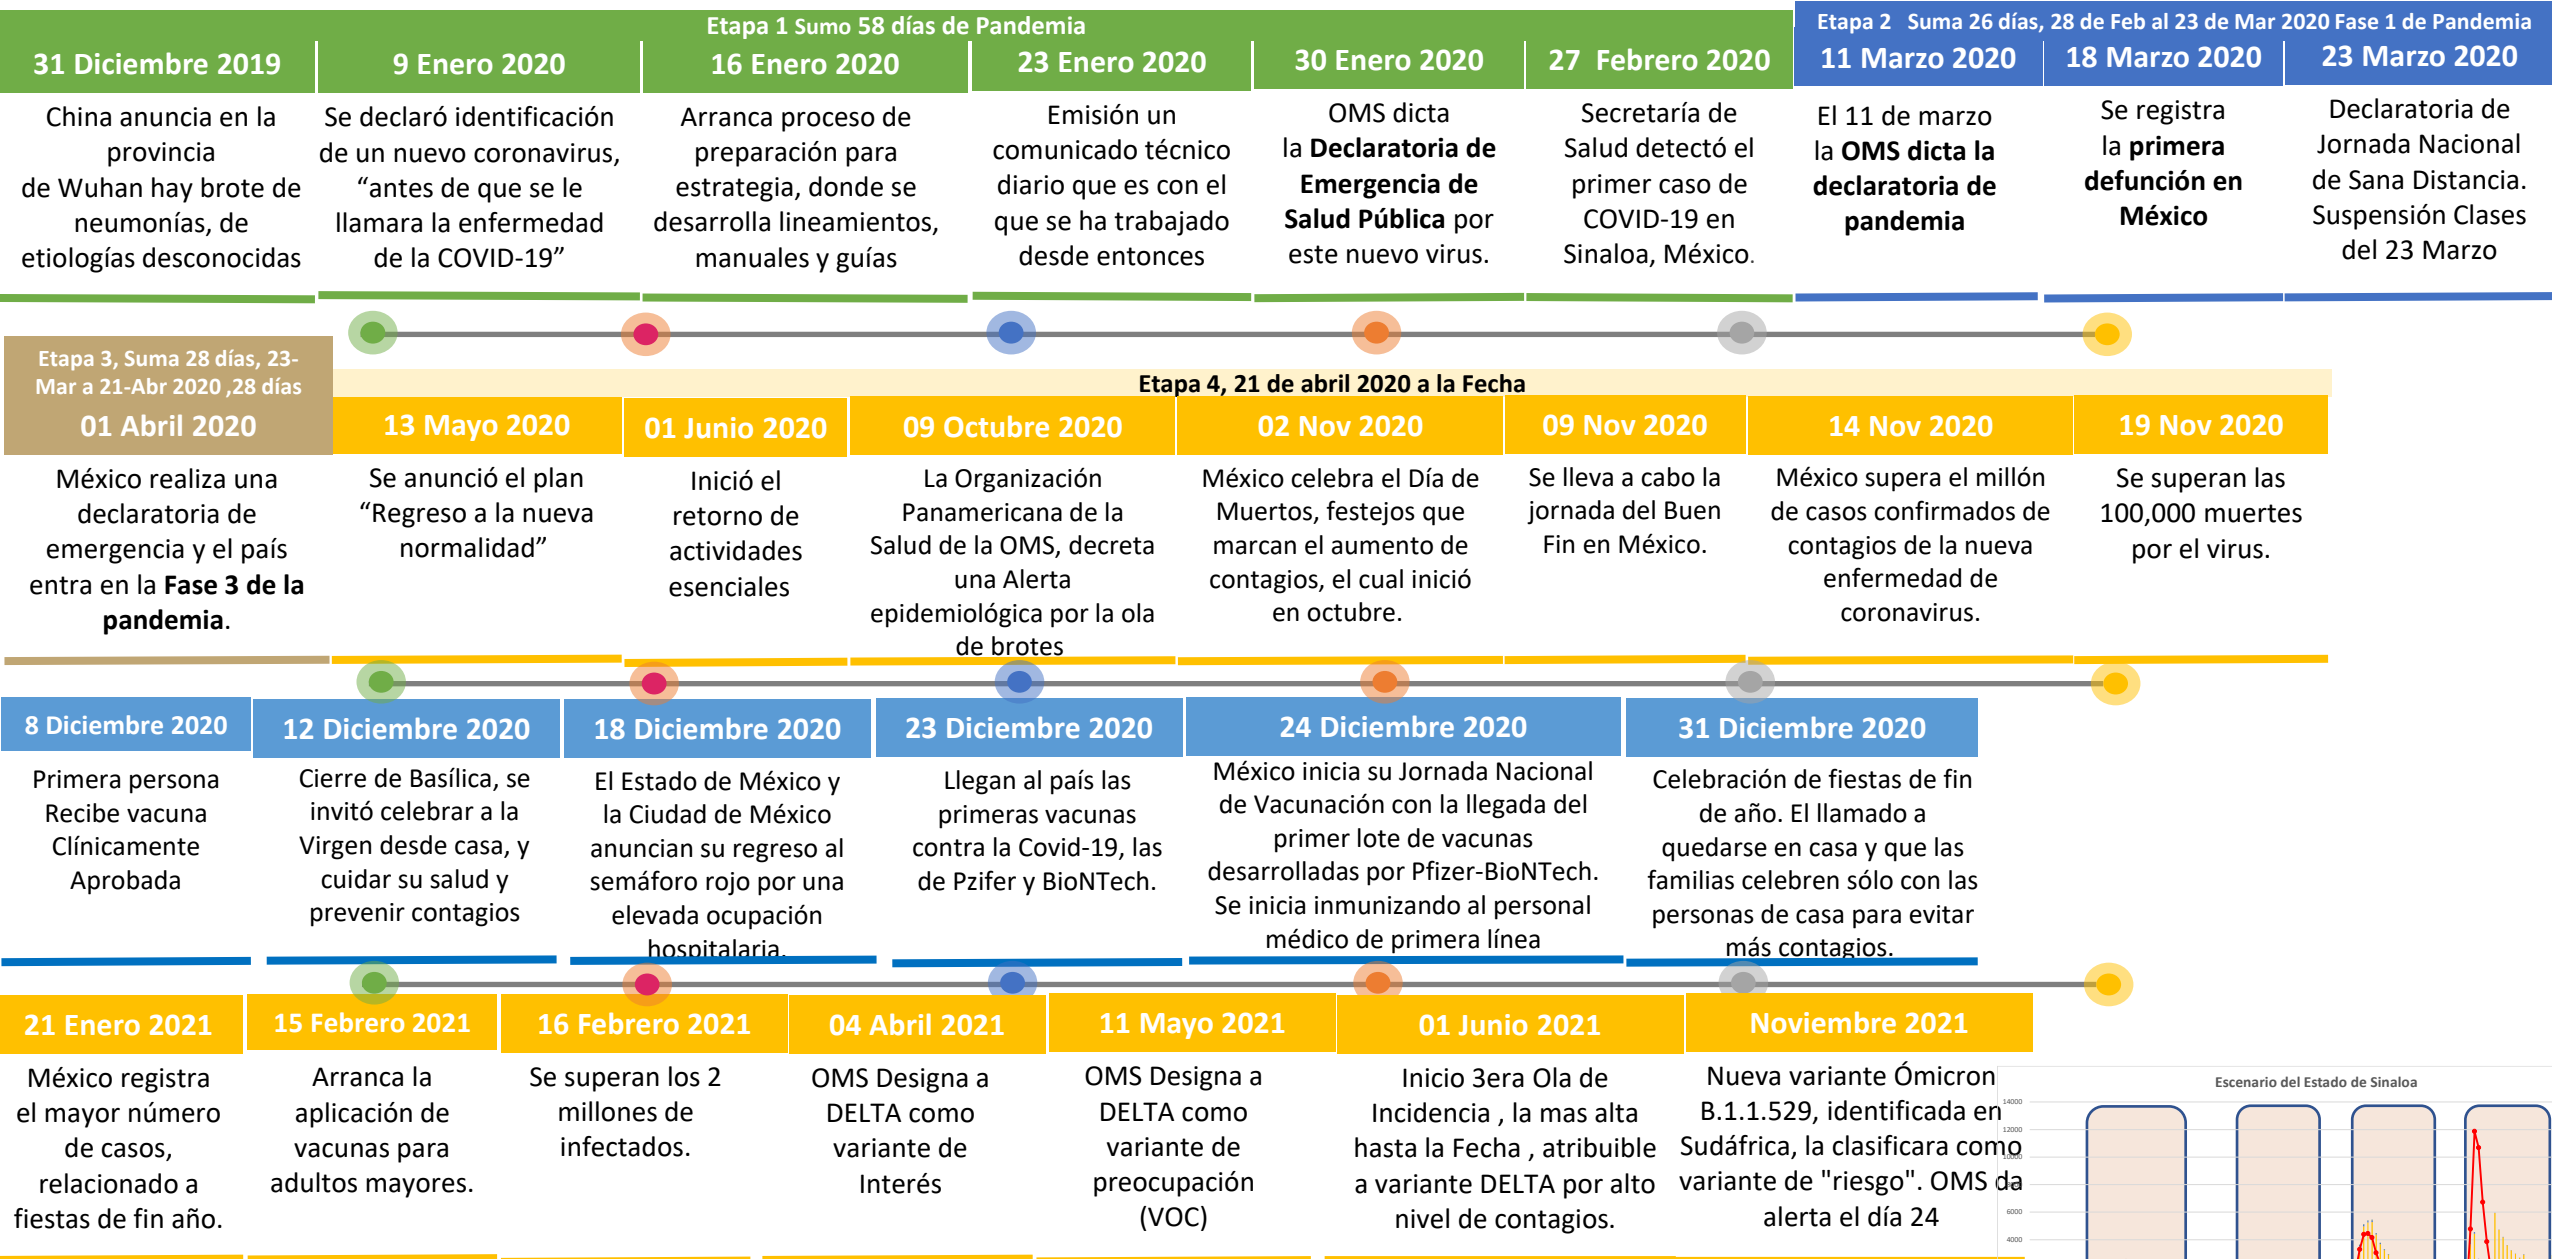 Etapa 1 Sumo 58 días de Pandemia
Etapa 2 Suma 26 días, 28 de Feb al 23 de Mar 2020 Fase 1 de Pandemia
31 Diciembre 2019
China anuncia en la
provincia
de Wuhan hay brote de
neumonías, de
etiologías desconocidas
9 Enero 2020
Se declaró identificación
de un nuevo coronavirus,
“antes de que se le
llamara la enfermedad
de la COVID-19”
16 Enero 2020
Arranca proceso de
preparación para
estrategia, donde se
desarrolla lineamientos,
manuales y guías
23 Enero 2020
Emisión un
comunicado técnico
diario que es con el
que se ha trabajado
desde entonces
30 Enero 2020
OMS dicta
la Declaratoria de
Emergencia de
Salud Pública por
este nuevo virus.
27 Febrero 2020
Secretaría de
Salud detectó el
primer caso de
COVID-19 en
Sinaloa, México.
11 Marzo 2020
El 11 de marzo
la OMS dicta la
declaratoria de
pandemia
18 Marzo 2020
Se registra
la primera
defunción en
México
23 Marzo 2020
Declaratoria de
Jornada Nacional
de Sana Distancia.
Suspensión Clases
del 23 Marzo
Etapa 3, Suma 28 días, 23-
Mar a 21-Abr 2020 ,28 días
01 Abril 2020
México realiza una
declaratoria de
emergencia y el país
entra en la Fase 3 de la
pandemia.
Etapa 4, 21 de abril 2020 a la Fecha
13 Mayo 2020
Se anunció el plan
“Regreso a la nueva
normalidad”
01 Junio 2020
Inició el
retorno de
actividades
esenciales
09 Octubre 2020
La Organización
Panamericana de la
Salud de la OMS, decreta
una Alerta
epidemiológica por la ola
de brotes
02 Nov 2020
México celebra el Día de
Muertos, festejos que
marcan el aumento de
contagios, el cual inició
en octubre.
09 Nov 2020
Se lleva a cabo la
jornada del Buen
Fin en México.
14 Nov 2020
México supera el millón
de casos confirmados de
contagios de la nueva
enfermedad de
coronavirus.
19 Nov 2020
Se superan las
100,000 muertes
por el virus.
8 Diciembre 2020
Primera persona
Recibe vacuna
Clínicamente
Aprobada
12 Diciembre 2020
Cierre de Basílica, se
invitó celebrar a la
Virgen desde casa, y
cuidar su salud y
prevenir contagios
18 Diciembre 2020
El Estado de México y
la Ciudad de México
anuncian su regreso al
semáforo rojo por una
elevada ocupación
hospitalaria.
23 Diciembre 2020
Llegan al país las
primeras vacunas
contra la Covid-19, las
de Pzifer y BioNTech.
24 Diciembre 2020
México inicia su Jornada Nacional
de Vacunación con la llegada del
primer lote de vacunas
desarrolladas por Pfizer-BioNTech.
Se inicia inmunizando al personal
médico de primera línea
31 Diciembre 2020
Celebración de fiestas de fin
de año. El llamado a
quedarse en casa y que las
familias celebren sólo con las
personas de casa para evitar
más contagios.
21 Enero 2021
México registra
el mayor número
de casos,
relacionado a
fiestas de fin año.
15 Febrero 2021
Arranca la
aplicación de
vacunas para
adultos mayores.
16 Febrero 2021
Se superan los 2
millones de
infectados.
04 Abril 2021
OMS Designa a
DELTA como
variante de
Interés
11 Mayo 2021
OMS Designa a
DELTA como
variante de
preocupación
(VOC)
01 Junio 2021
Inicio 3era Ola de
Incidencia , la mas alta
hasta la Fecha , atribuible
a variante DELTA por alto
nivel de contagios.
Noviembre 2021
Nueva variante Ómicron
B.1.1.529, identificada en
Sudáfrica, la clasificara como
variante de "riesgo". OMS da
alerta el día 24
Escenario del Estado de Sinaloa
14000
12000
10000
6000
4000